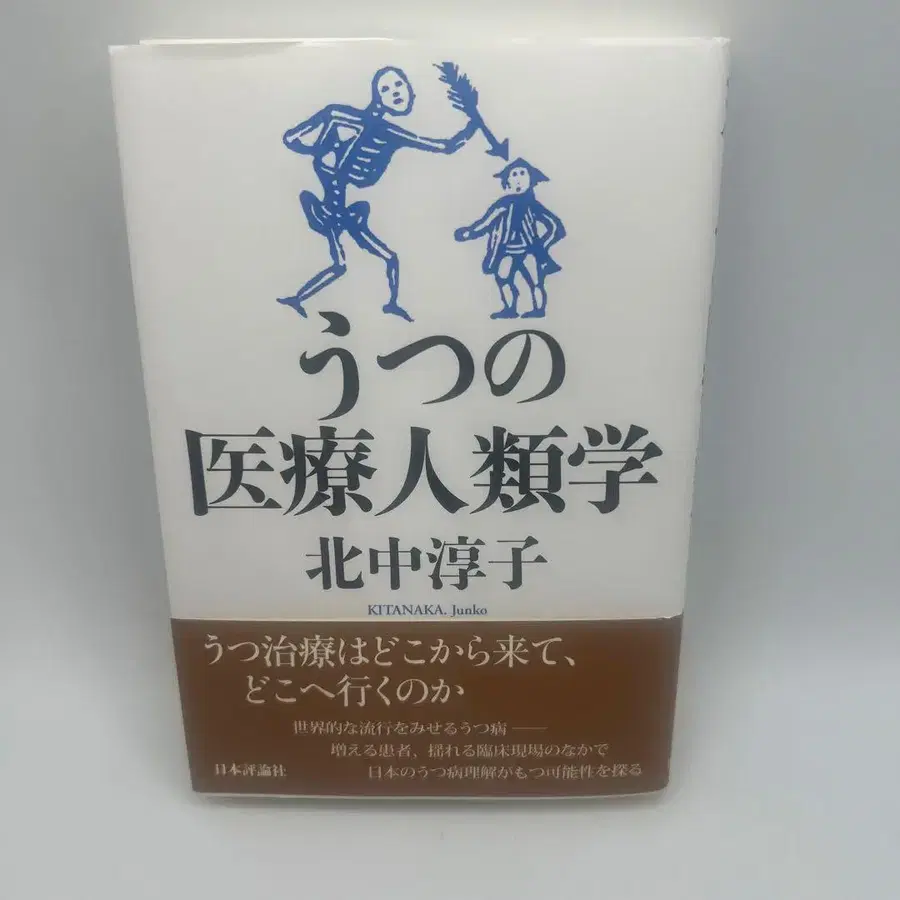 うつの
医療人類学
北中淳子
KITANAKA. Junko
うつ治療はどこから来て、
どこへ行くのか
世界的な流行をみせるうつ病——
増える患者、揺れる臨床現場のなかで
日本のうつ病理解がもつ可能性を探る
日本評論社